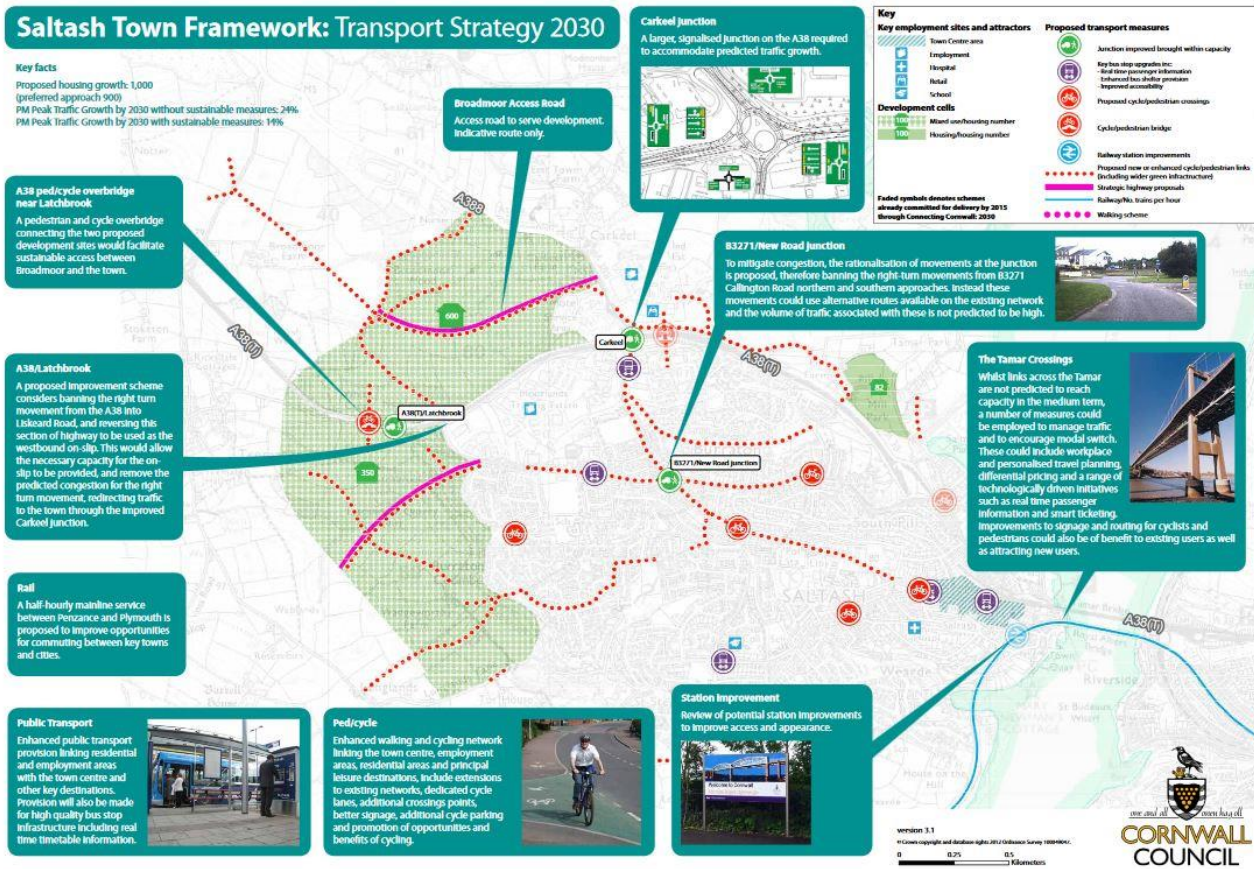 Saltash Town Framework: Transport Strategy 2030
Key facts
Proposed housing growth: 1,000
(preferred approach 900)
PM Peak Traffic Growth by 2030 without sustainable measures: 24%
PM Peak Traffic Growth by 2030 with sustainable measures: 14%
Carkeel Junction
A larger, signalised junction on the A38 required
to accommodate predicted traffic growth.
Key
Key employment sites and attractors
Town Centre area
Employment
Hospital
Retail
School
Development cells
100 Mixed use/housing number
100 Housing/housing number
Faded symbols denotes schemes
already committed for delivery by 2015
through Connecting Cornwall: 2030
Proposed transport measures
Junction improved brought within capacity
Key bus stop upgrades inc:
- Real time passenger information
- Enhanced bus shelter provision
- Improved accessibility
Proposed cycle/pedestrian crossings
Cycle/pedestrian bridge
Railway station improvements
Proposed new or enhanced cycle/pedestrian links
(including wider green infrastructure)
Strategic highway proposals
Railway/No. trains per hour
Walking scheme
Broadmoor Access Road
Access road to serve development.
Indicative route only.
A38 ped/cycle overbridge
near Latchbrook
A pedestrian and cycle overbridge
connecting the two proposed
development sites would facilitate
sustainable access between
Broadmoor and the town.
B3271/New Road Junction
To mitigate congestion, the rationalisation of movements at the junction
is proposed, therefore banning the right-turn movements from B3271
Callington Road northern and southern approaches. Instead these
movements could use alternative routes available on the existing network
and the volume of traffic associated with these is not predicted to be high.
A388
Carkeel
600
Carkeel
A38(T)
A38(T)
82
A38/Latchbrook
A proposed improvement scheme
considers banning the right turn
movement from the A38 into
Liskeard Road, and reversing this
section of highway to be used as the
westbound on-slip. This would allow
the necessary capacity for the on-
slip to be provided, and remove the
predicted congestion for the right
turn movement, redirecting traffic
to the town through the improved
Carkeel junction.
A38(T)/Latchbrook
350
B3271/New Road Junction
The Tamar Crossings
Whilst links across the Tamar
are not predicted to reach
capacity in the medium term,
a number of measures could
be employed to manage traffic
and to encourage modal switch.
These could include workplace
and personalised travel planning,
differential pricing and a range of
technologically driven initiatives
such as real time passenger
information and smart ticketing.
Improvements to signage and routing for cyclists and
pedestrians could also be of benefit to existing users as well
as attracting new users.
Rail
A half-hourly mainline service
between Penzance and Plymouth is
proposed to improve opportunities
for commuting between key towns
and cities.
SALTASH
A38(T)
Wearde
Riverside
Public Transport
Enhanced public transport
provision linking residential
and employment areas
with the town centre and
other key destinations.
Provision will also be made
for high quality bus stop
infrastructure including real
time timetable information.
Ped/cycle
Enhanced walking and cycling network
linking the town centre, employment
areas, residential areas and principal
leisure destinations, include extensions
to existing networks, dedicated cycle
lanes, additional crossings points,
better signage, additional cycle parking
and promotion of opportunities and
benefits of cycling.
Station Improvement
Review of potential station improvements
to improve access and appearance.
Welcome to Cornwall
version 3.1
© Crown copyright and database rights 2012 Ordnance Survey 100049047.
0 0.25 0.5
Kilometers
one and all onen hag oll
CORNWALL
COUNCIL